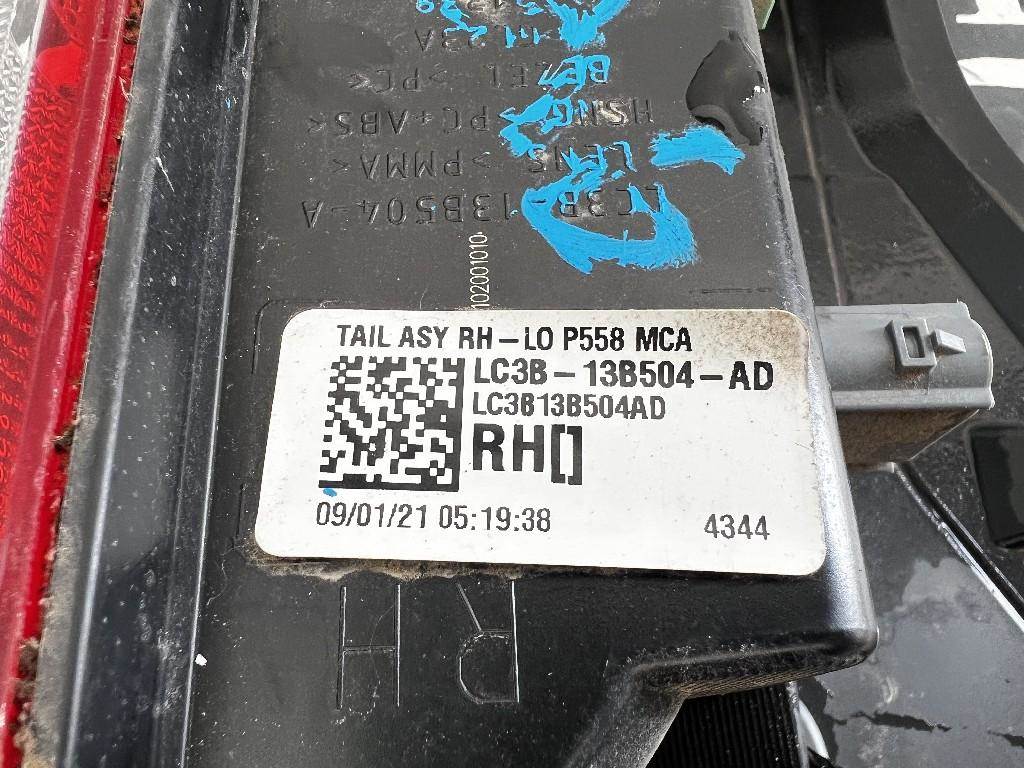 TAIL ASY RH-LO P558 MCA
LC3B-13B504-AD
LC3B13B504AD
RH[]
09/01/21 05:19:38
4344
102001010
LC3B-13B504-A
LENS >PMMA<
HSNG >PC+ABS<
BEZEL >PC<
RH